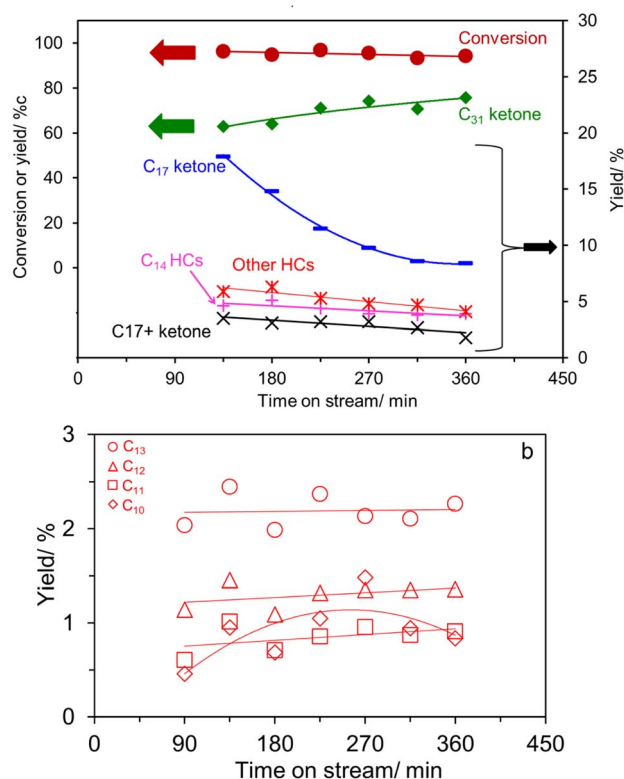 Conversion or yield/ %c
100
80
60
40
20
0
30
25
20
15
10
5
0
Yield/ %
Conversion
C₃₁ ketone
C₁₇ ketone
C₁₄ HCs
Other HCs
C17+ ketone
0 90 180 270 360 450
Time on stream/ min
b
C₁₃
C₁₂
C₁₁
C₁₀
Yield/ %
3
2
1
0
0 90 180 270 360 450
Time on stream/ min